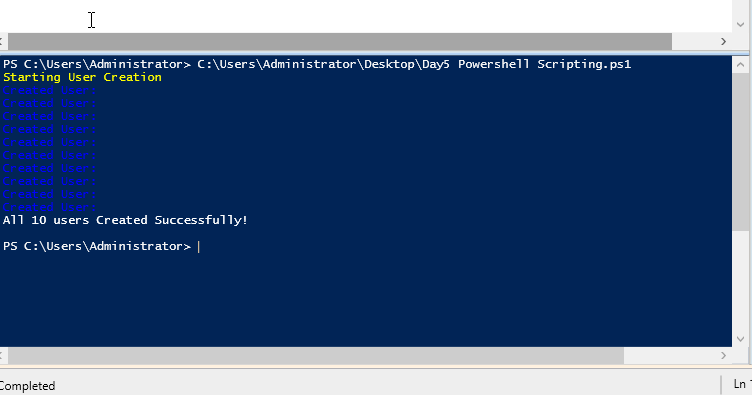 PS C:\Users\Administrator> C:\Users\Administrator\Desktop\Day5 Powershell Scripting.ps1
Starting User Creation
Created User:
Created User:
Created User:
Created User:
Created User:
Created User:
Created User:
Created User:
Created User:
Created User:
All 10 users Created Successfully!
PS C:\Users\Administrator>
Completed
Ln